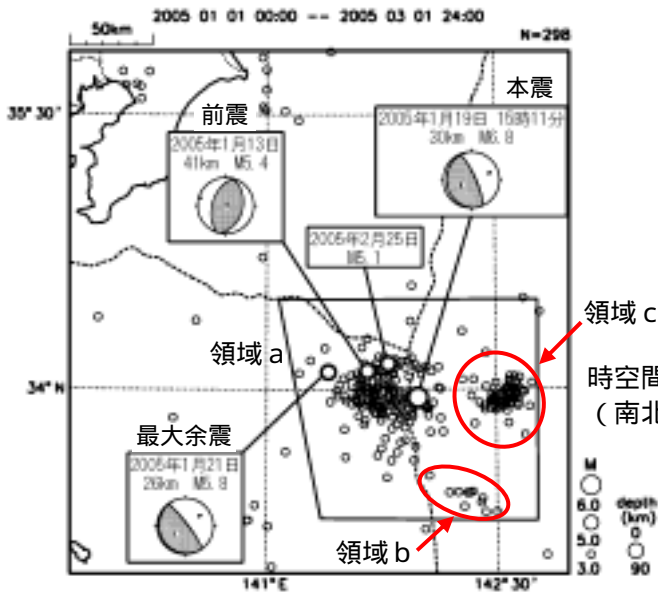 2005 01 01 00:00 -- 2005 03 01 24:00
50km
N=298
35°30'
前震
2005年1月13日
41km M5.4
本震
2005年1月19日 15時11分
30km M6.8
2005年2月25日
M5.1
領域a
領域c
34°N
時空間
(南北
最大余震
2005年1月21日
26km M5.8
領域b
M
6.0
5.0
3.0
depth
(km)
0
90
141°E
142°30'